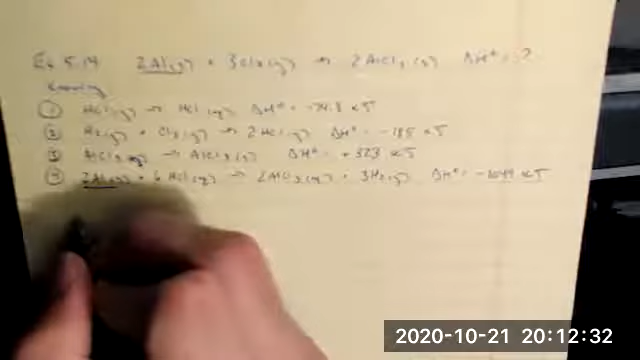 Ex 5.14 2Al(s) + 3Cl₂(g) → 2AlCl₃(s) ΔH° = ?
Knowing
① HCl(g) → HCl(aq) ΔH° = -74.8 kJ
② H₂(g) + Cl₂(g) → 2HCl(g) ΔH° = -185 kJ
③ AlCl₃(aq) → AlCl₃(s) ΔH° = +323 kJ
④ 2Al(s) + 6HCl(aq) → 2AlCl₃(aq) + 3H₂(g) ΔH° = -1049 kJ
2020-10-21 20:12:32